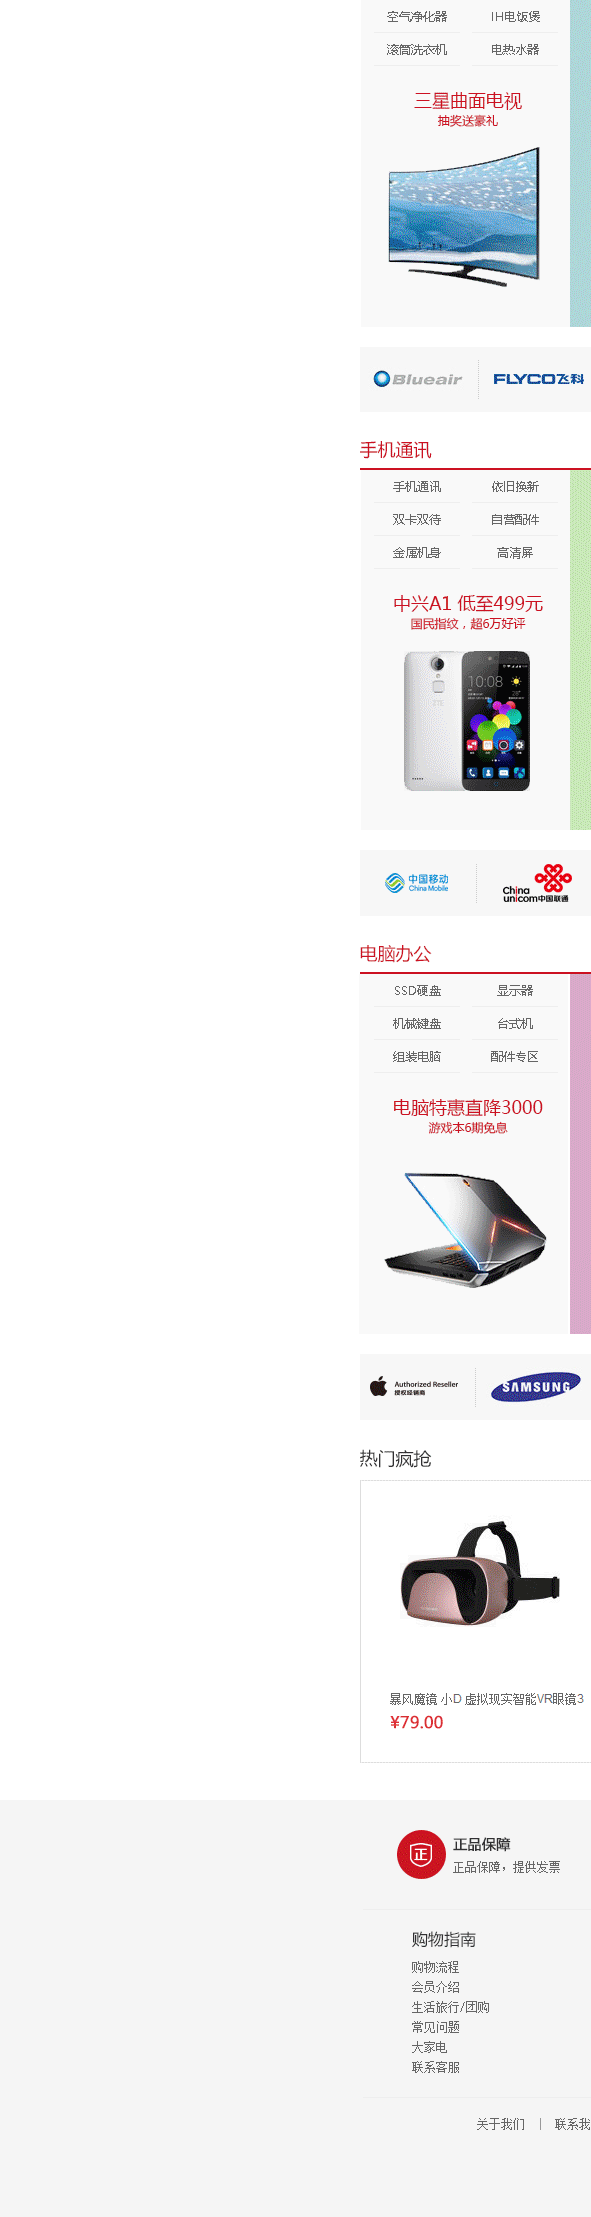 空气净化器 IH电饭煲
滚筒洗衣机 电热水器
三星曲面电视
抽奖送豪礼
Blueair FLYCO飞科
手机通讯
手机通讯 依旧换新
双卡双待 自营配件
金属机身 高清屏
中兴A1 低至499元
国民指纹，超6万好评
10:08
中国移动
China Mobile
China
unicom中国联通
电脑办公
SSD硬盘 显示器
机械键盘 台式机
组装电脑 配件专区
电脑特惠直降3000
游戏本6期免息
Authorized Reseller
授权经销商
SAMSUNG
热门疯抢
暴风魔镜 小D 虚拟现实智能VR眼镜3
¥79.00
正
正品保障
正品保障，提供发票
购物指南
购物流程
会员介绍
生活旅行/团购
常见问题
大家电
联系客服
关于我们 | 联系我